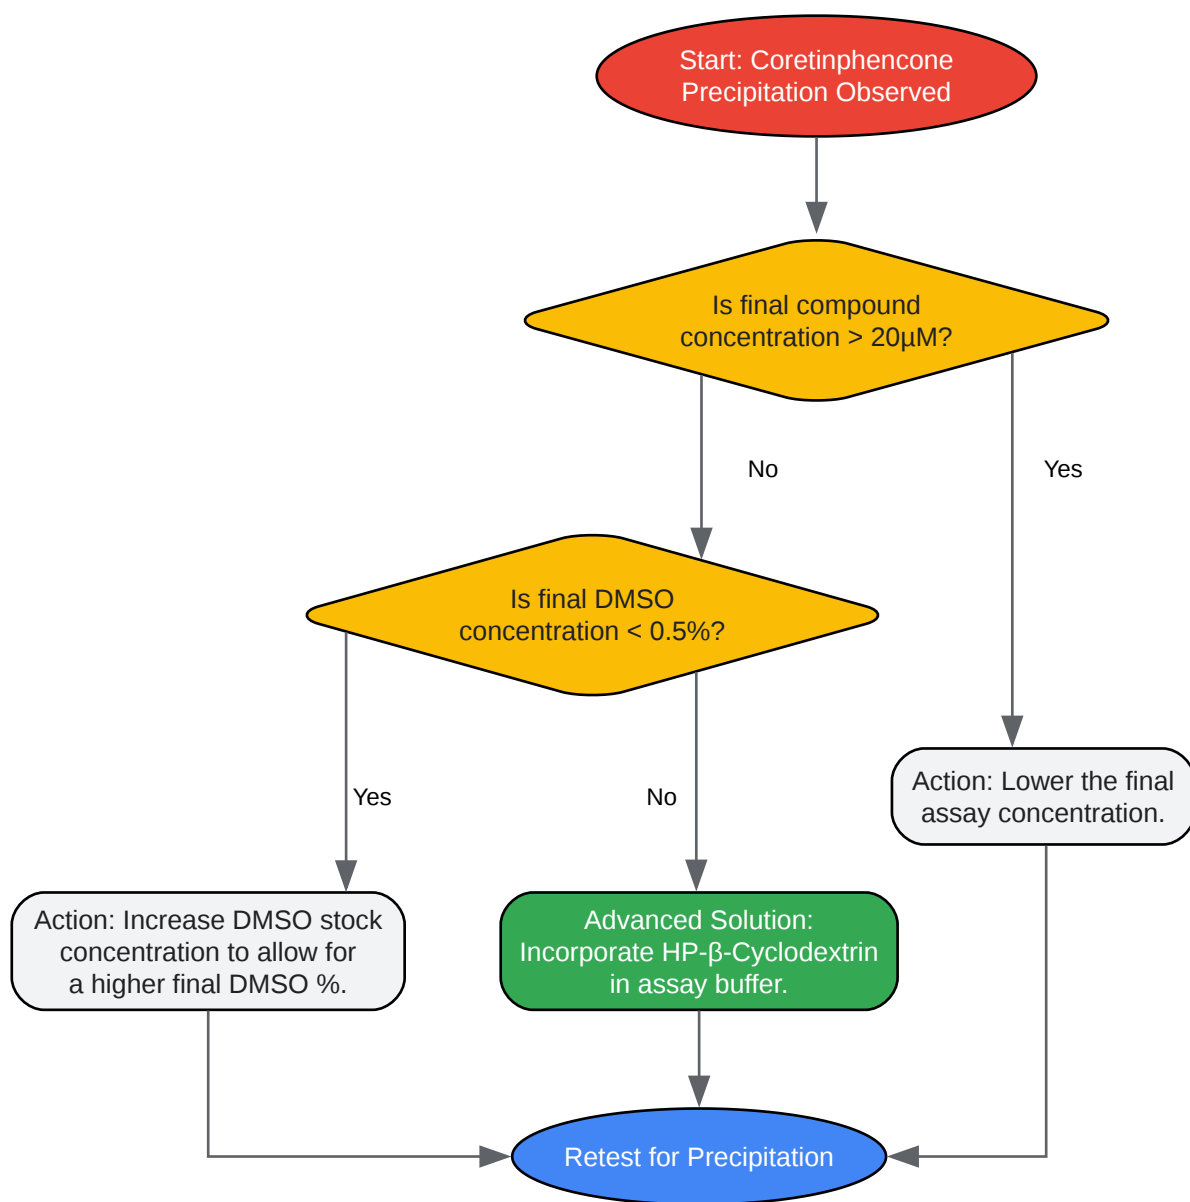 Start: Coretinphencone
Precipitation Observed
Is final compound
concentration > 20µM?
No
Yes
Is final DMSO
concentration < 0.5%?
Yes
No
Action: Lower the final
assay concentration.
Action: Increase DMSO stock
concentration to allow for
a higher final DMSO %.
Advanced Solution:
Incorporate HP-β-Cyclodextrin
in assay buffer.
Retest for Precipitation